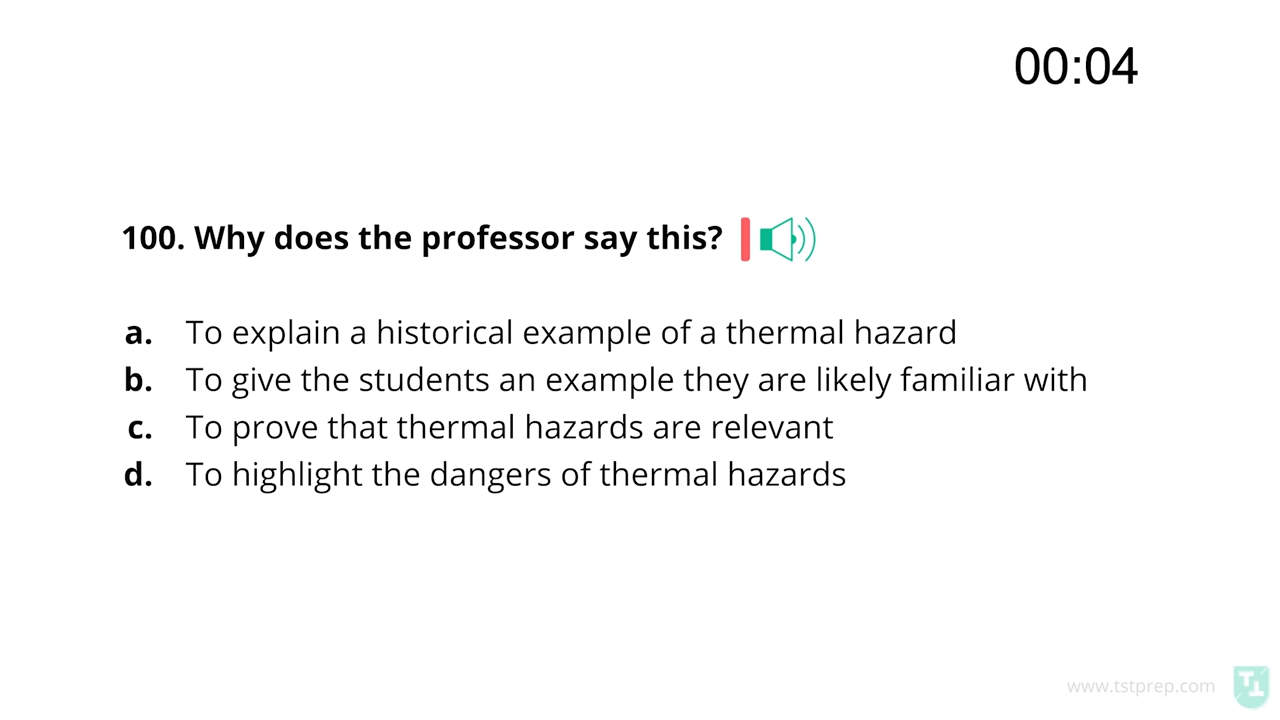 00:04
100. Why does the professor say this?
a. To explain a historical example of a thermal hazard
b. To give the students an example they are likely familiar with
c. To prove that thermal hazards are relevant
d. To highlight the dangers of thermal hazards
www.tstprep.com